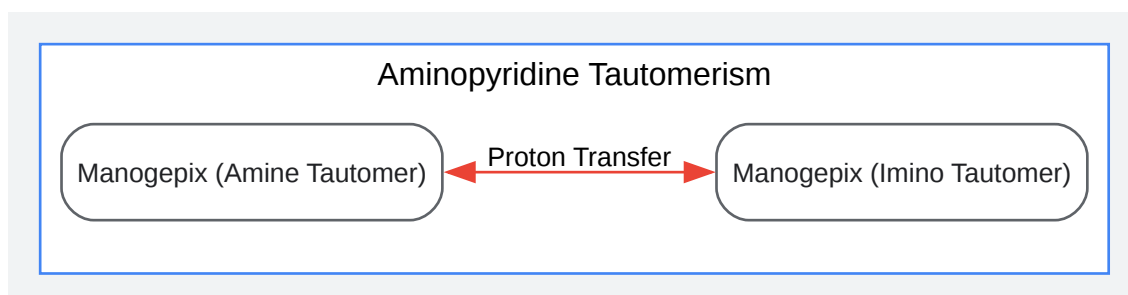 Aminopyridine Tautomerism
Manogepix (Amine Tautomer)
Proton Transfer
Manogepix (Imino Tautomer)